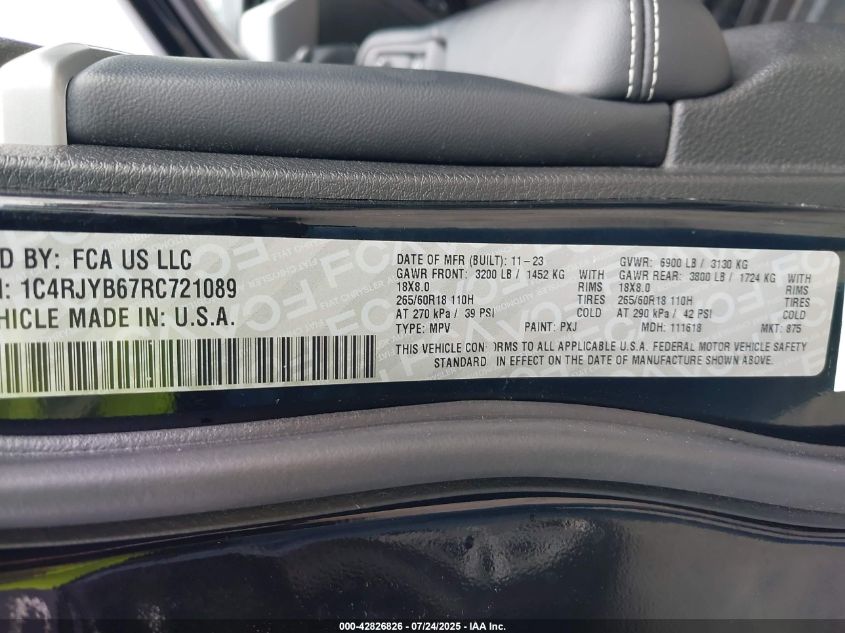 D BY: FCA US LLC
: 1C4RJYB67RC721089
EHICLE MADE IN: U.S.A.
DATE OF MFR (BUILT): 11-23 GVWR: 6900 LB / 3130 KG
GAWR FRONT: 3200 LB / 1452 KG WITH GAWR REAR: 3800 LB / 1724 KG WITH
18X8.0 RIMS 18X8.0 RIMS
265/60R18 110H TIRES 265/60R18 110H TIRES
AT 270 kPa / 39 PSI COLD AT 290 kPa / 42 PSI COLD
TYPE: MPV PAINT: PXJ MDH: 111618 MKT: 875
THIS VEHICLE CONFORMS TO ALL APPLICABLE U.S.A. FEDERAL MOTOR VEHICLE SAFETY
STANDARD IN EFFECT ON THE DATE OF MANUFACTURE SHOWN ABOVE.
000-42826826 - 07/24/2025 - IAA Inc.